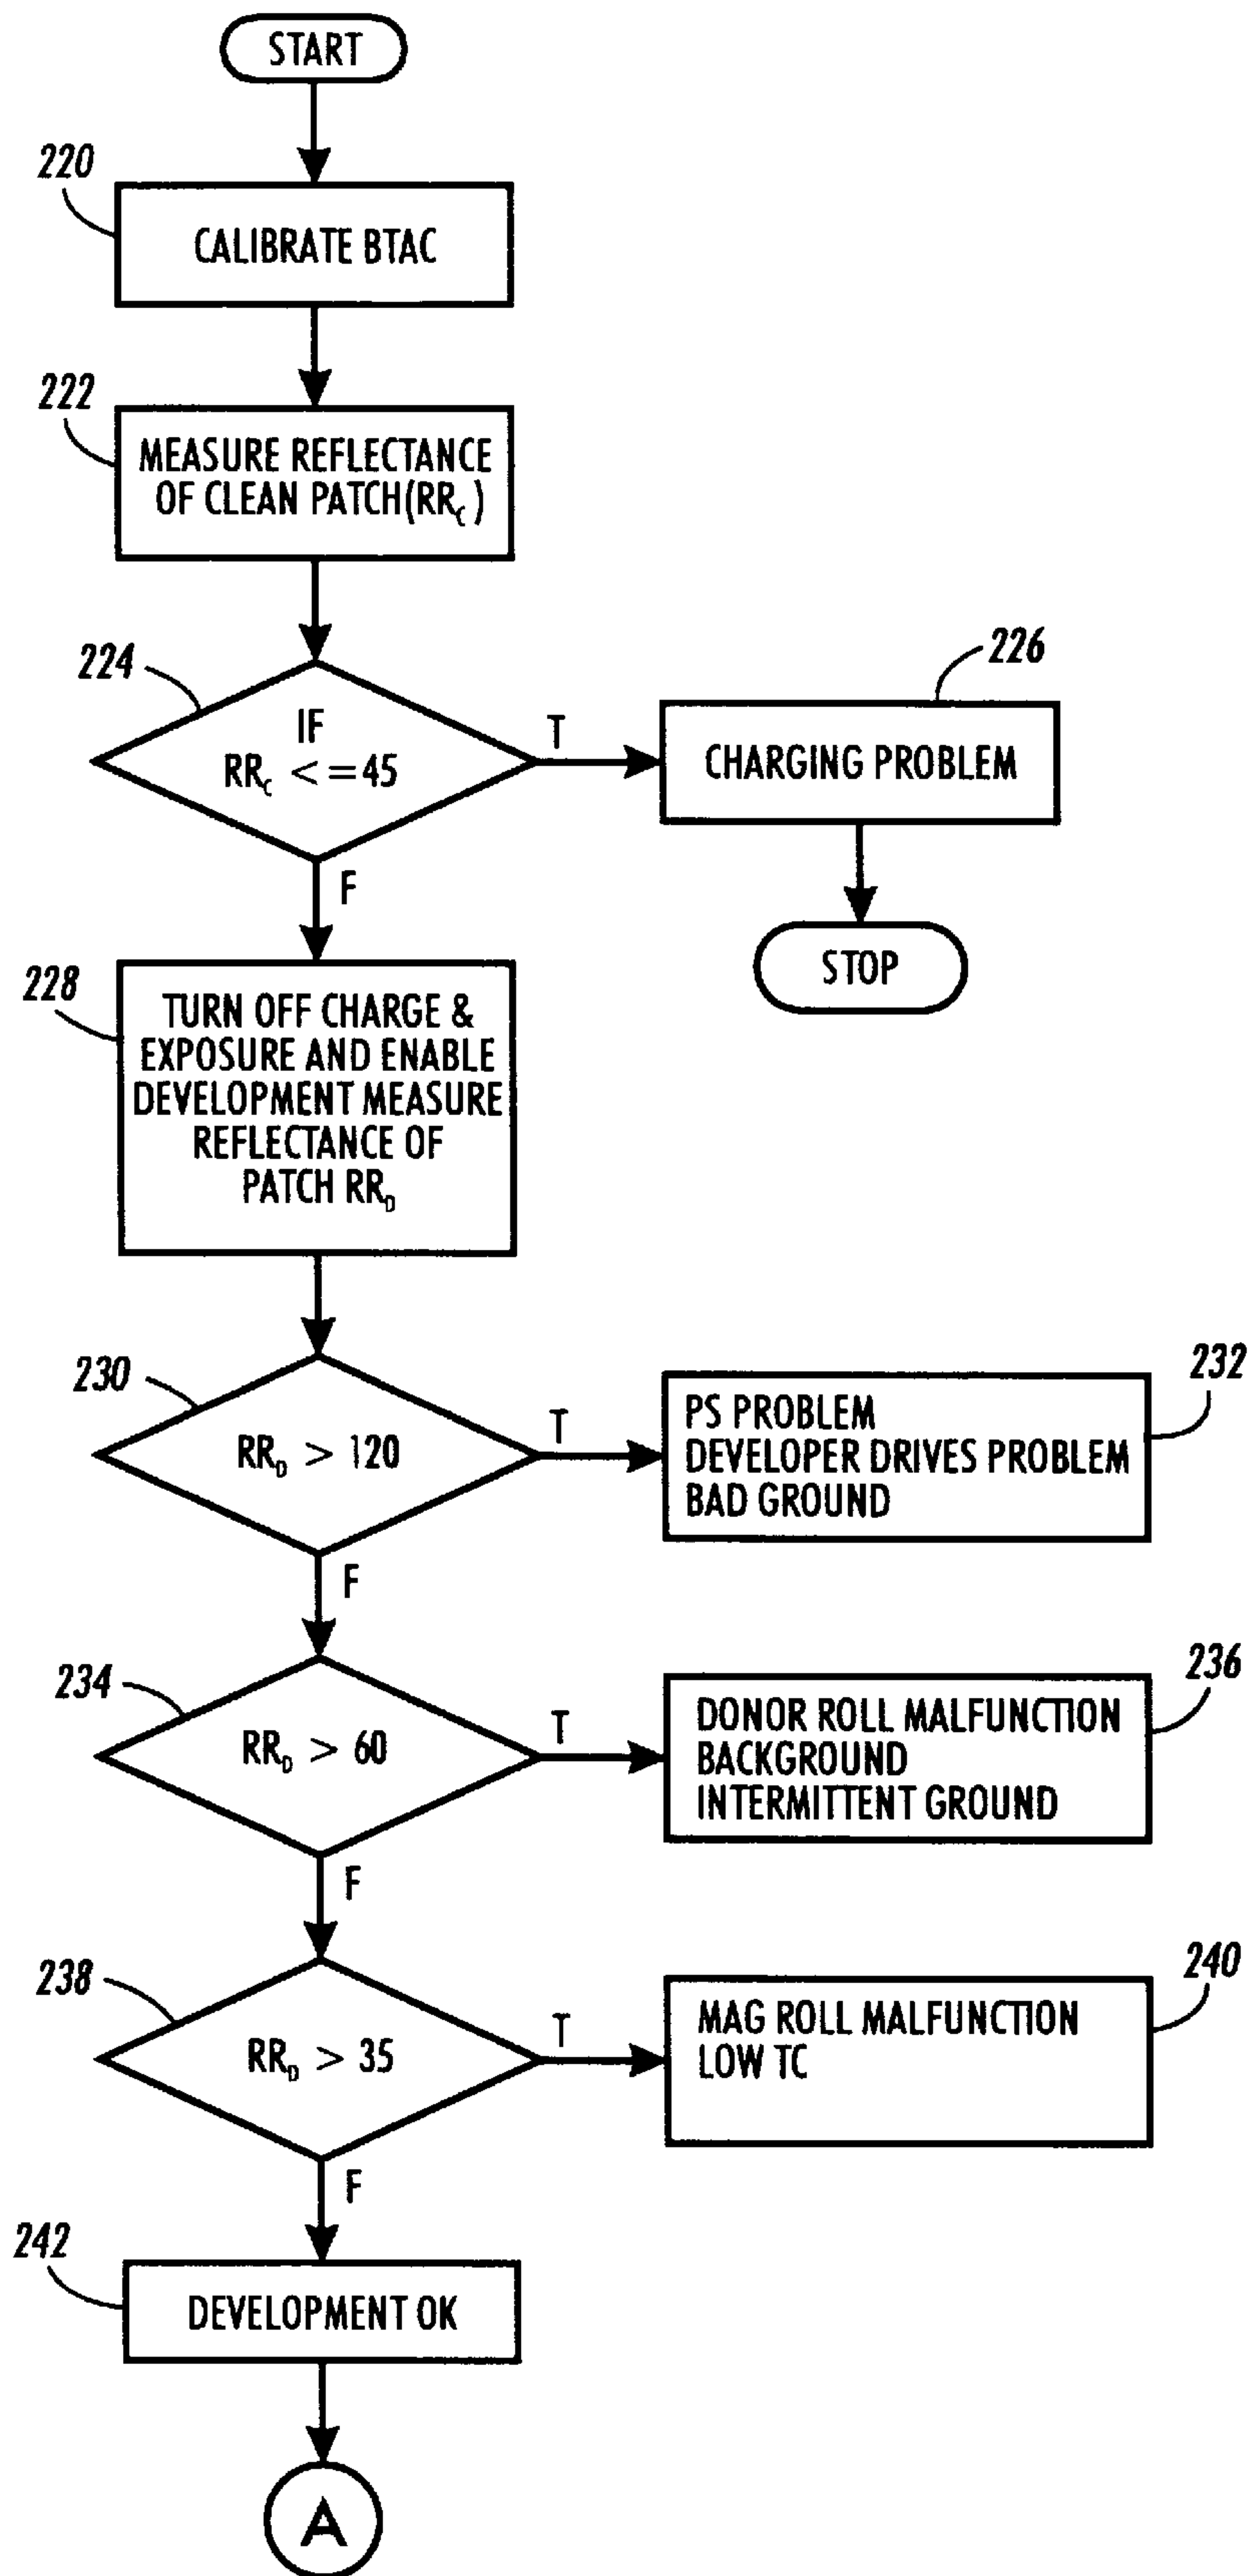 START
220
CALIBRATE BTAC
222
MEASURE REFLECTANCE
OF CLEAN PATCH(RRC)
224
IF
RRC <=45
T
226
CHARGING PROBLEM
F
STOP
228
TURN OFF CHARGE &
EXPOSURE AND ENABLE
DEVELOPMENT MEASURE
REFLECTANCE OF
PATCH RRD
230
RRD > 120
T
232
PS PROBLEM
DEVELOPER DRIVES PROBLEM
BAD GROUND
F
234
RRD > 60
T
236
DONOR ROLL MALFUNCTION
BACKGROUND
INTERMITTENT GROUND
F
238
RRD > 35
T
240
MAG ROLL MALFUNCTION
LOW TC
F
242
DEVELOPMENT OK
A